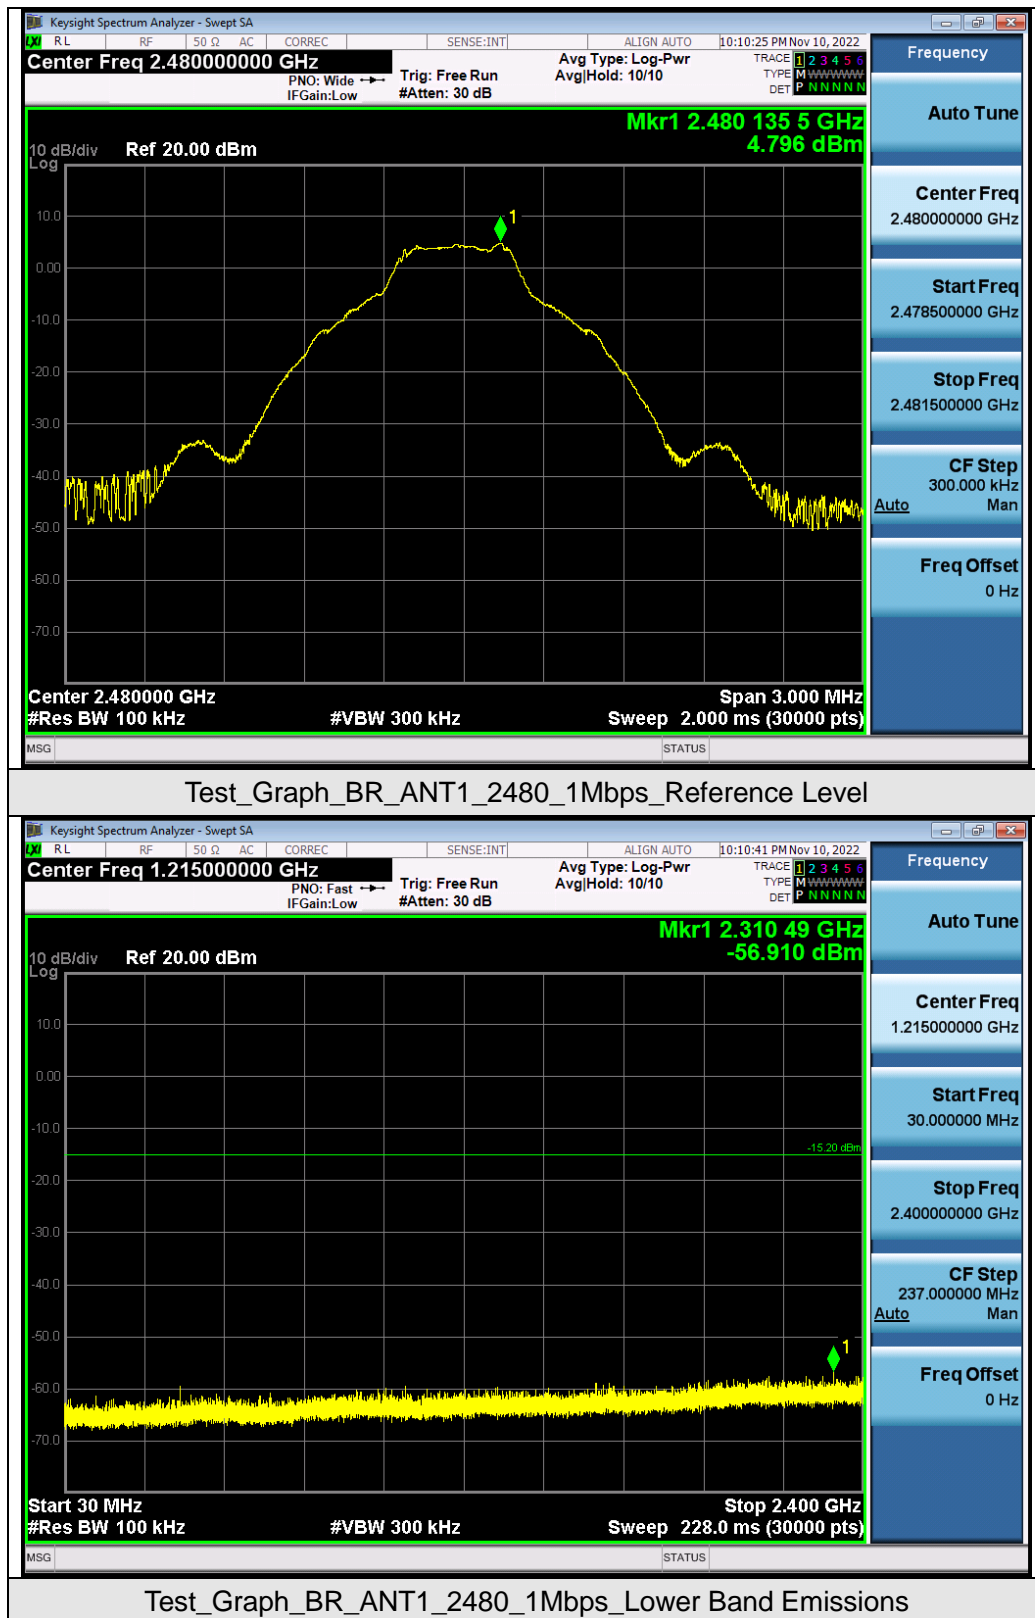 Keysight Spectrum Analyzer - Swept SA
LXI RL RF 50 Ω AC CORREC SENSE:INT ALIGN AUTO 10:10:25 PM Nov 10, 2022
Center Freq 2.480000000 GHz
PNO: Wide
IFGain:Low
Trig: Free Run
#Atten: 30 dB
Avg Type: Log-Pwr
Avg|Hold: 10/10
TRACE 1 2 3 4 5 6
TYPE M WWWWW
DET P N N N N N
Frequency
Mkr1 2.480 135 5 GHz
4.796 dBm
10 dB/div Ref 20.00 dBm
Log
10.0
0.00
-10.0
-20.0
-30.0
-40.0
-50.0
-60.0
-70.0
1
Center 2.480000 GHz Span 3.000 MHz
#Res BW 100 kHz #VBW 300 kHz Sweep 2.000 ms (30000 pts)
MSG STATUS
Auto Tune
Center Freq
2.480000000 GHz
Start Freq
2.478500000 GHz
Stop Freq
2.481500000 GHz
CF Step
300.000 kHz
Auto Man
Freq Offset
0 Hz
Test_Graph_BR_ANT1_2480_1Mbps_Reference Level
Keysight Spectrum Analyzer - Swept SA
LXI RL RF 50 Ω AC CORREC SENSE:INT ALIGN AUTO 10:10:41 PM Nov 10, 2022
Center Freq 1.215000000 GHz
PNO: Fast
IFGain:Low
Trig: Free Run
#Atten: 30 dB
Avg Type: Log-Pwr
Avg|Hold: 10/10
TRACE 1 2 3 4 5 6
TYPE M WWWWW
DET P N N N N N
Frequency
Mkr1 2.310 49 GHz
-56.910 dBm
10 dB/div Ref 20.00 dBm
Log
10.0
0.00
-10.0
-15.20 dBm
-20.0
-30.0
-40.0
-50.0
-60.0
-70.0
1
Start 30 MHz Stop 2.400 GHz
#Res BW 100 kHz #VBW 300 kHz Sweep 228.0 ms (30000 pts)
MSG STATUS
Auto Tune
Center Freq
1.215000000 GHz
Start Freq
30.000000 MHz
Stop Freq
2.400000000 GHz
CF Step
237.000000 MHz
Auto Man
Freq Offset
0 Hz
Test_Graph_BR_ANT1_2480_1Mbps_Lower Band Emissions